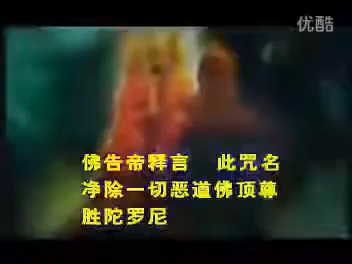 优酷
佛告帝释言 此咒名
净除一切恶道佛顶尊
胜陀罗尼